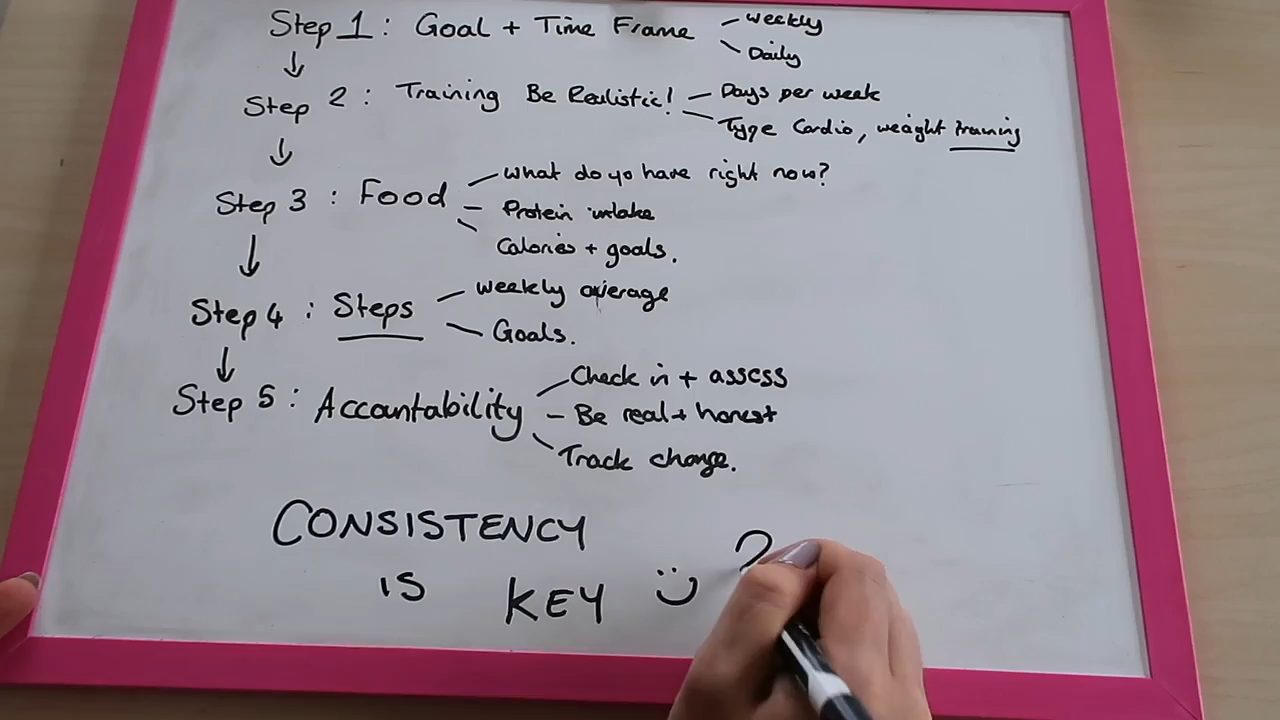 Step 1 : Goal + Time Frame
weekly
Daily
Step 2 : Training Be Realistic!
Days per week
Type Cardio, weight training
Step 3 : Food
What do yo have right now?
Protein intake
Calories + goals.
Step 4 : Steps
weekly average
Goals.
Step 5 : Accountability
Check in + assess
Be real + honest
Track change.
CONSISTENCY
IS KEY